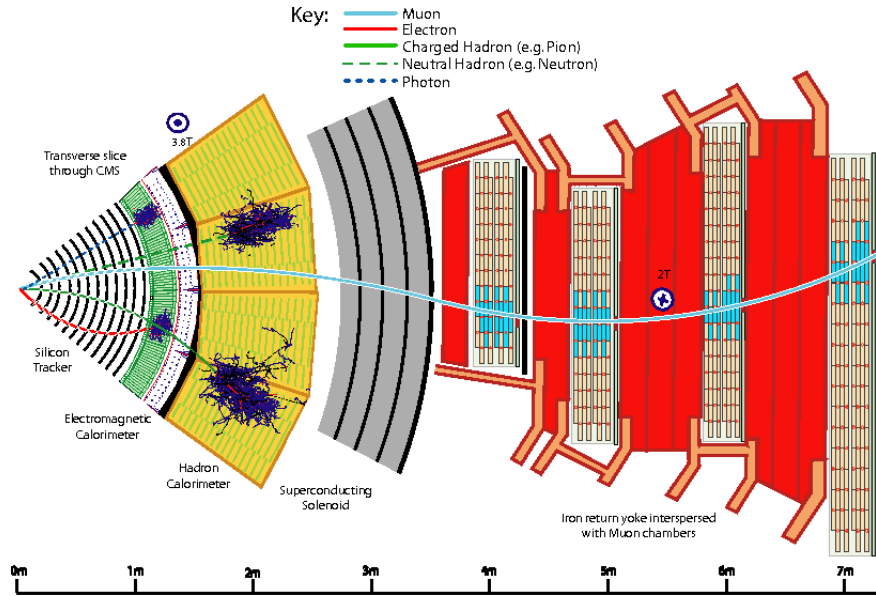 Key:
Muon
Electron
Charged Hadron (e.g. Pion)
Neutral Hadron (e.g. Neutron)
Photon
3.8T
Transverse slice
through CMS
2T
Silicon
Tracker
Electromagnetic
Calorimeter
Hadron
Calorimeter
Superconducting
Solenoid
Iron return yoke interspersed
with Muon chambers
0m 1m 2m 3m 4m 5m 6m 7m